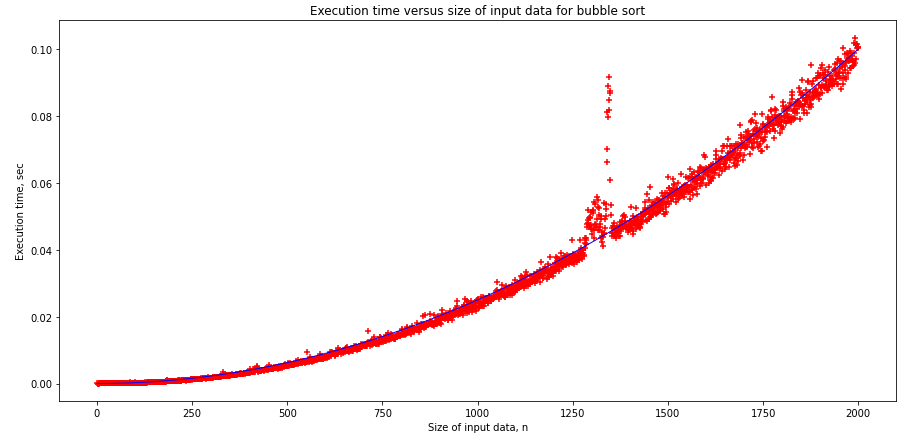 Execution time versus size of input data for bubble sort
Execution time, sec
0.10
0.08
0.06
0.04
0.02
0.00
0 250 500 750 1000 1250 1500 1750 2000
Size of input data, n